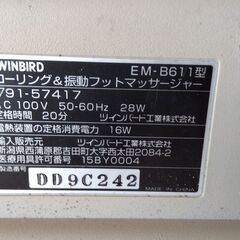 WINBIRD EM-B611型
ローリング&振動フットマッサージャー
791-57417
AC 100V 50-60Hz 28W
定格時間 20分 ツインバード工業株式会社
電熱装置の定格消費電力 16W
医療用具許可番号 15BY0004
ツインバード工業株式会社
新潟県西蒲原郡吉田町大字西太田2084-2
製造番号 DD9C242
MADE IN CHINA